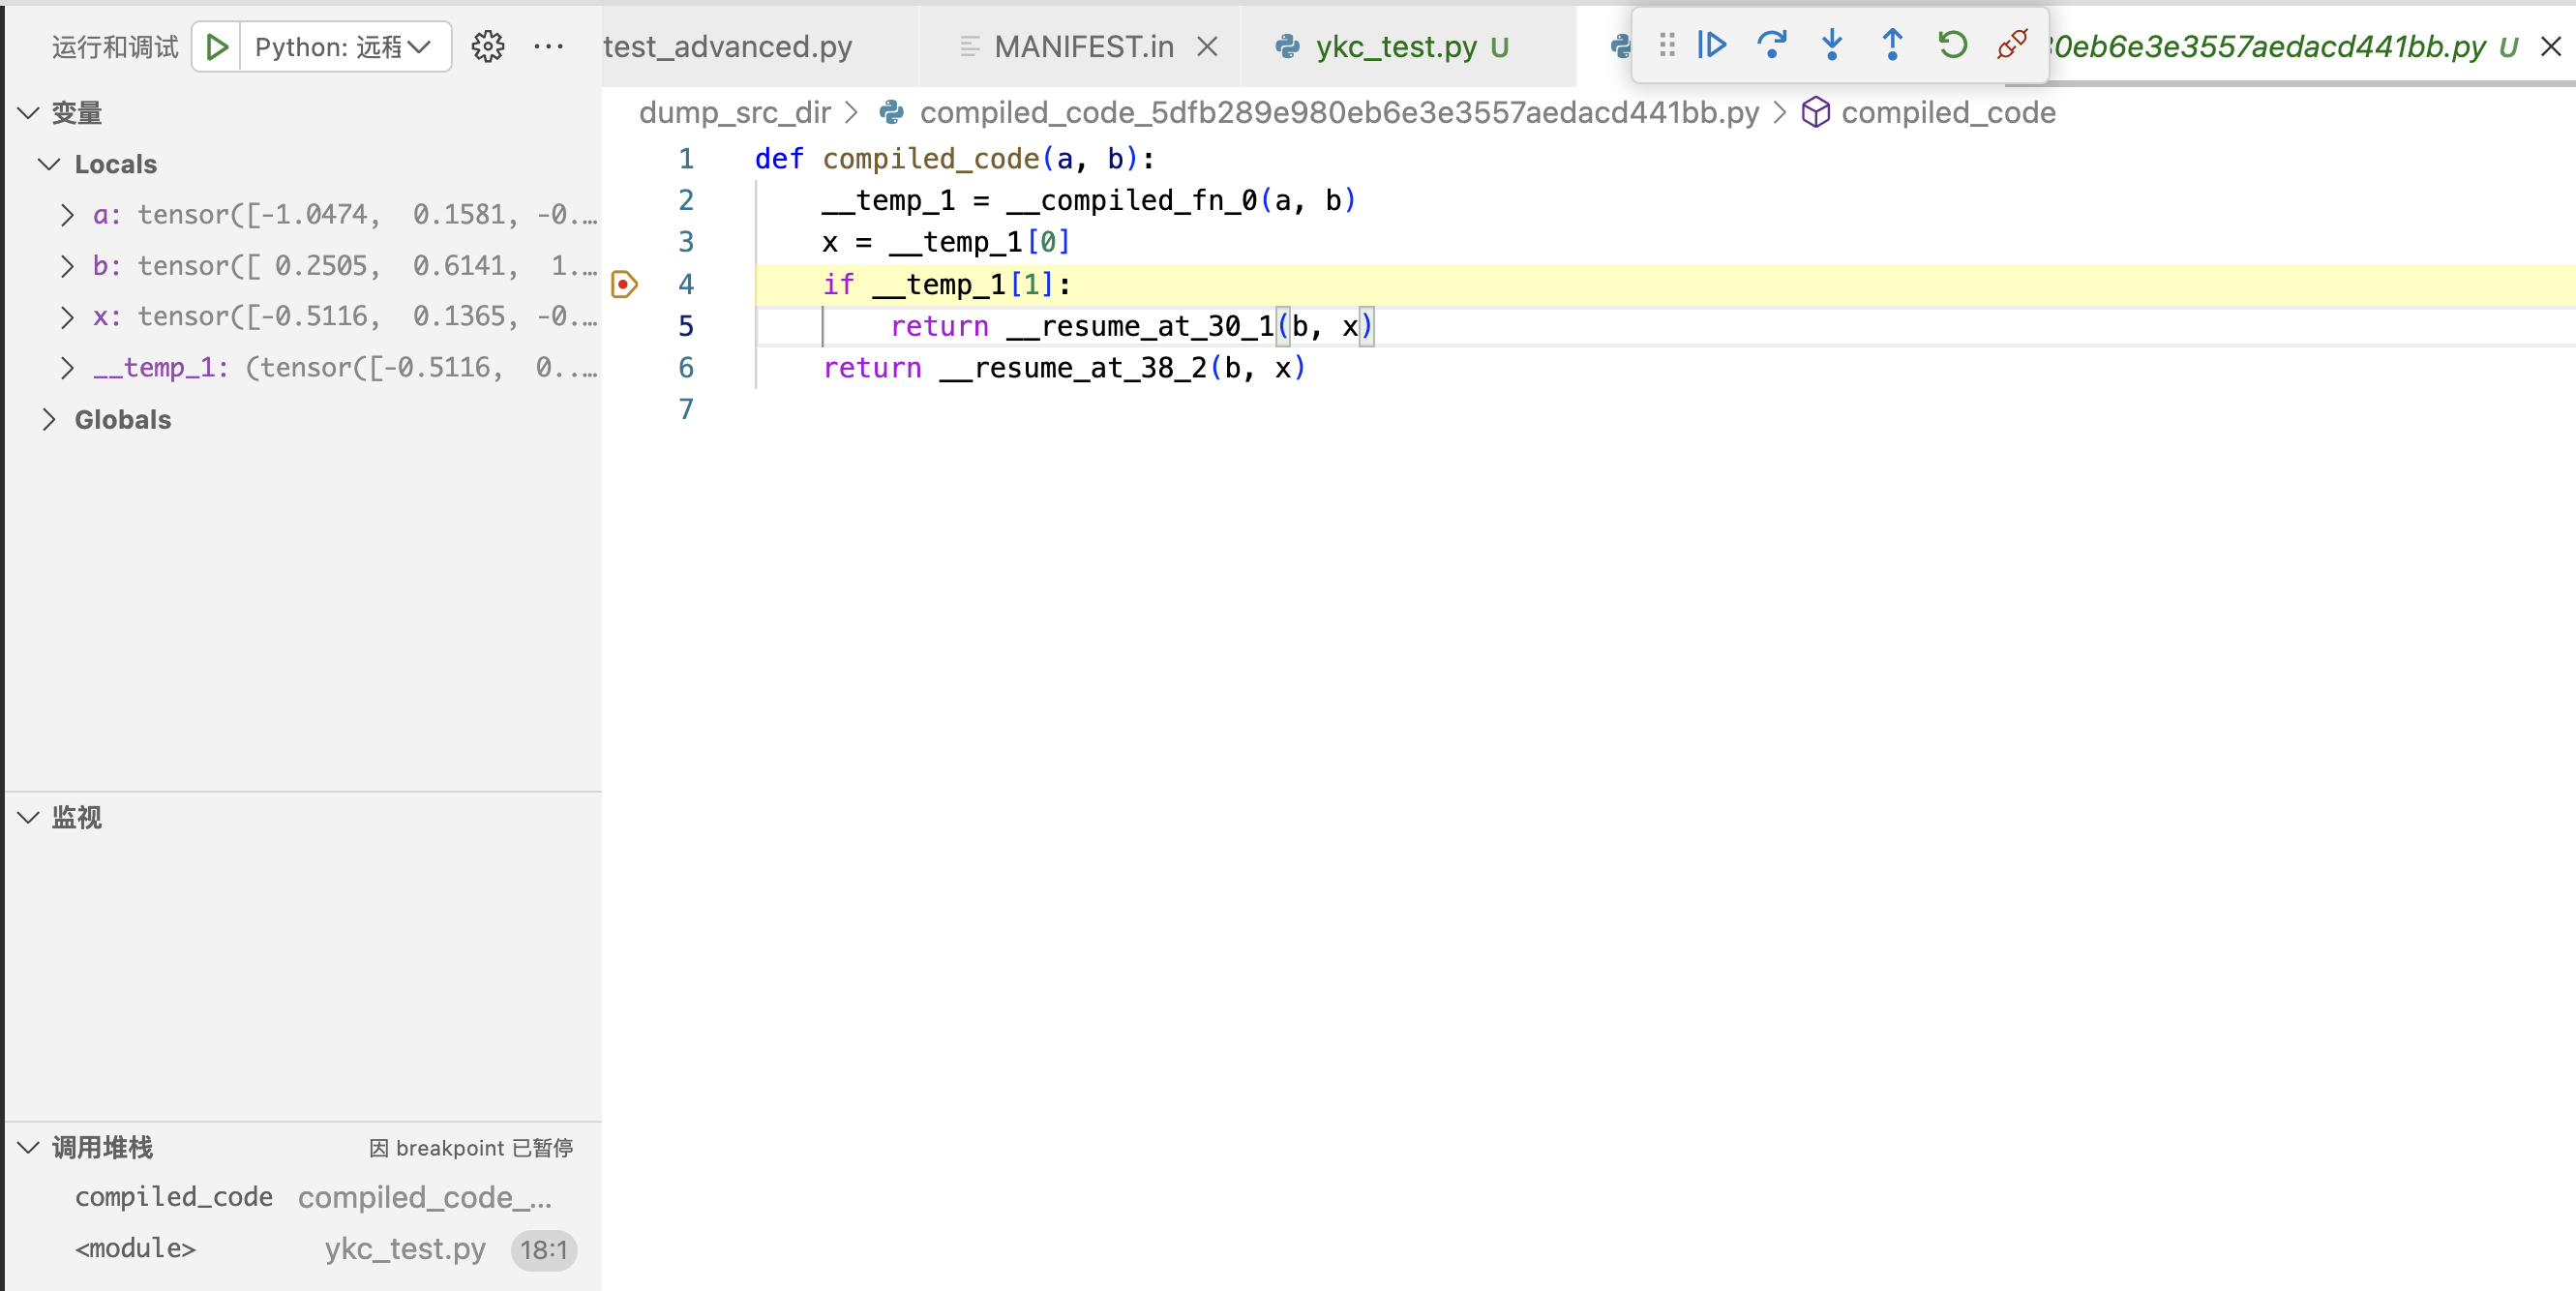 运行和调试 Python: 远程 ···
变量
Locals
a: tensor([-1.0474, 0.1581, -0.…
b: tensor([ 0.2505, 0.6141, 1.…
x: tensor([-0.5116, 0.1365, -0.…
__temp_1: (tensor([-0.5116, 0..…
Globals
监视
调用堆栈 因 breakpoint 已暂停
compiled_code compiled_code_...
<module> ykc_test.py 18:1
test_advanced.py MANIFEST.in ykc_test.py U 0eb6e3e3557aedacd441bb.py U
dump_src_dir > compiled_code_5dfb289e980eb6e3e3557aedacd441bb.py > compiled_code
1 def compiled_code(a, b):
2 __temp_1 = __compiled_fn_0(a, b)
3 x = __temp_1[0]
4 if __temp_1[1]:
5 return __resume_at_30_1(b, x)
6 return __resume_at_38_2(b, x)
7